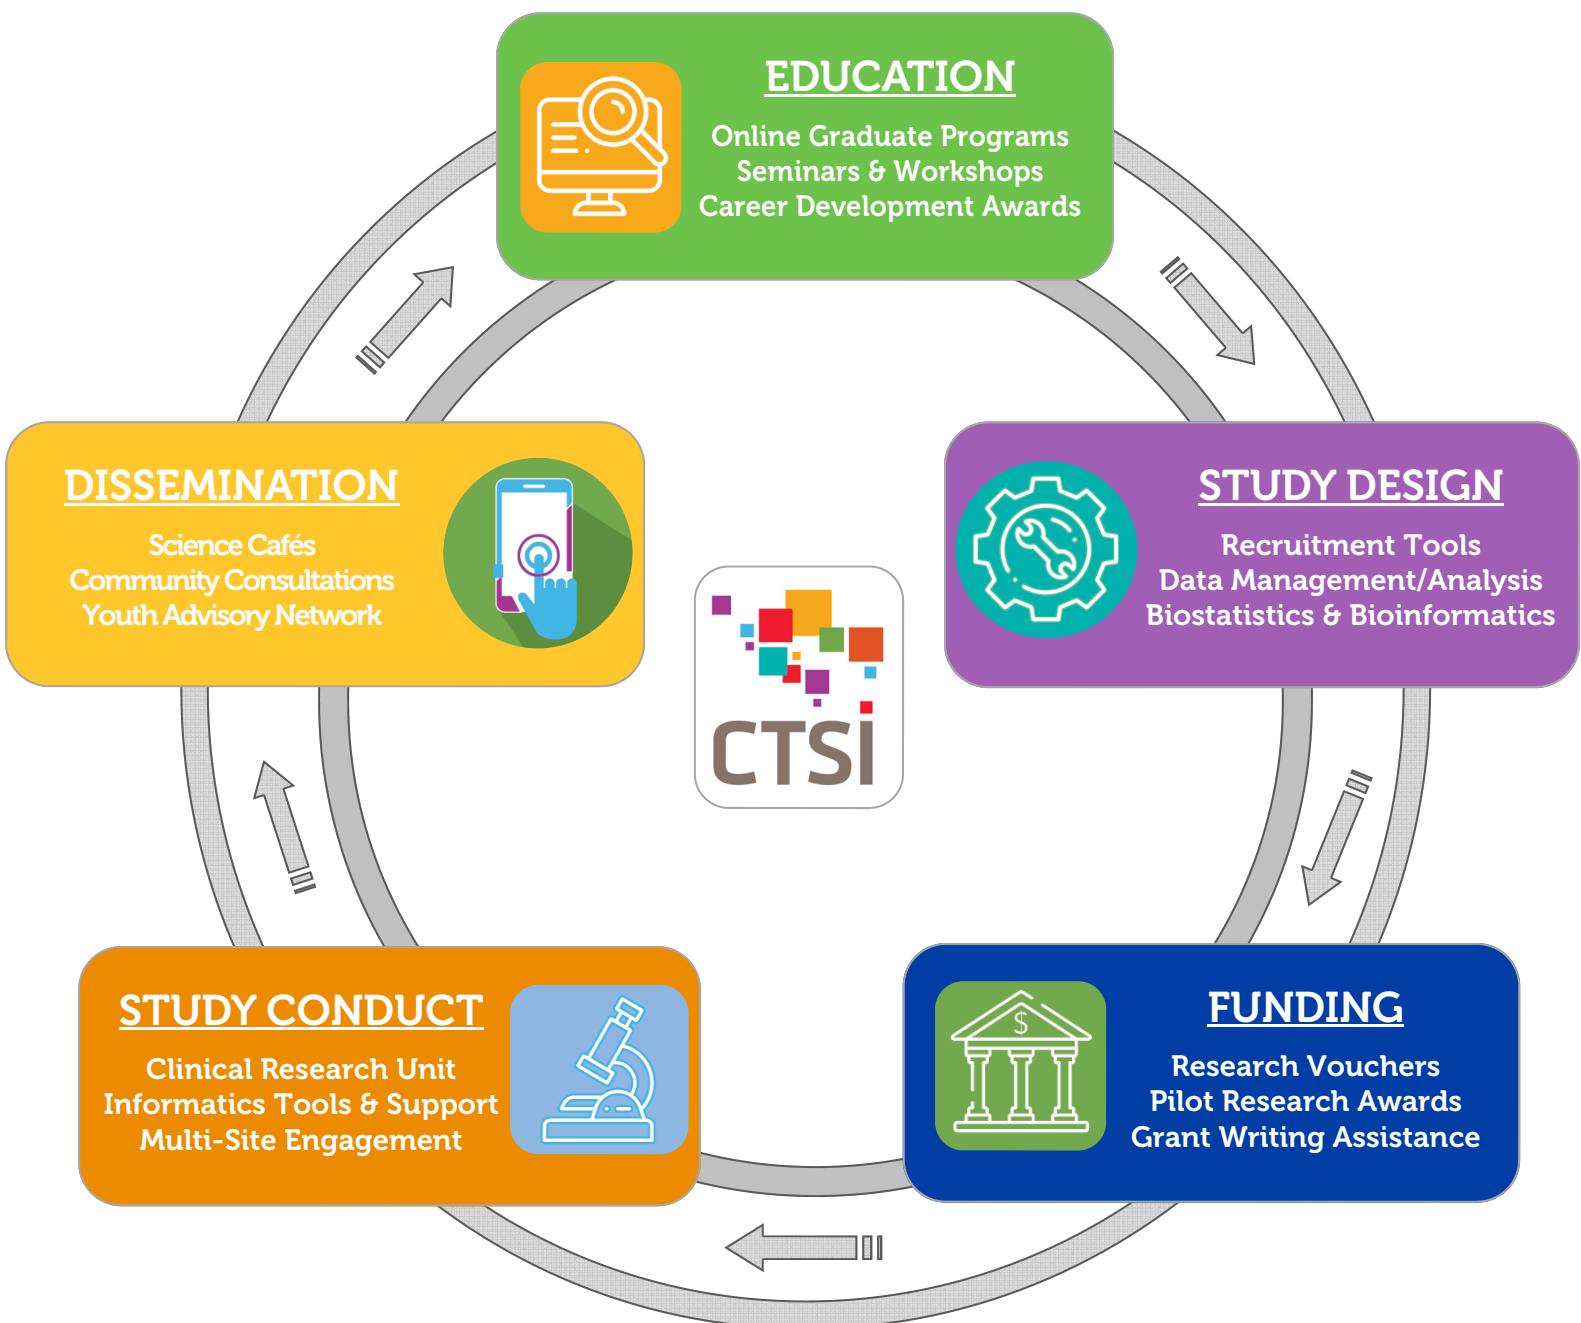 EDUCATION
Online Graduate Programs
Seminars & Workshops
Career Development Awards
STUDY DESIGN
Recruitment Tools
Data Management/Analysis
Biostatistics & Bioinformatics
FUNDING
$
Research Vouchers
Pilot Research Awards
Grant Writing Assistance
STUDY CONDUCT
Clinical Research Unit
Informatics Tools & Support
Multi-Site Engagement
DISSEMINATION
Science Cafés
Community Consultations
Youth Advisory Network
CTSi